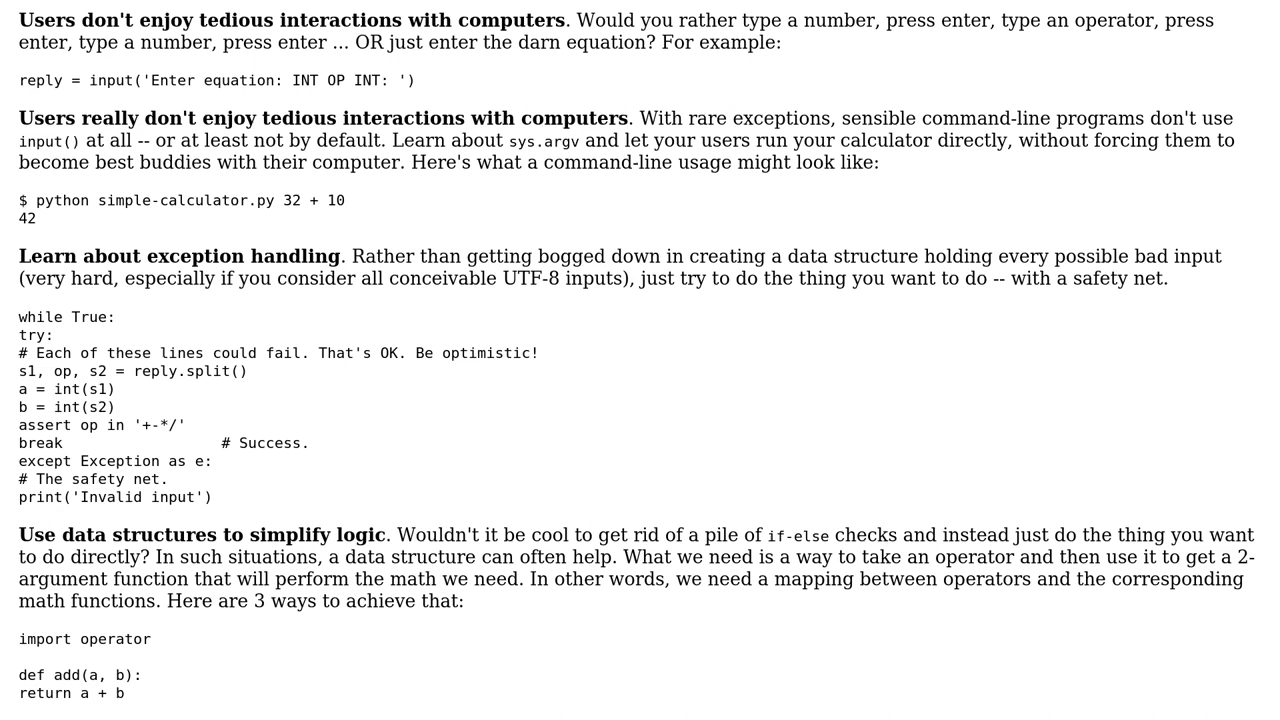 Users don't enjoy tedious interactions with computers. Would you rather type a number, press enter, type an operator, press
enter, type a number, press enter ... OR just enter the darn equation? For example:
reply = input('Enter equation: INT OP INT: ')
Users really don't enjoy tedious interactions with computers. With rare exceptions, sensible command-line programs don't use
input() at all -- or at least not by default. Learn about sys.argv and let your users run your calculator directly, without forcing them to
become best buddies with their computer. Here's what a command-line usage might look like:
$ python simple-calculator.py 32 + 10
42
Learn about exception handling. Rather than getting bogged down in creating a data structure holding every possible bad input
(very hard, especially if you consider all conceivable UTF-8 inputs), just try to do the thing you want to do -- with a safety net.
while True:
try:
# Each of these lines could fail. That's OK. Be optimistic!
s1, op, s2 = reply.split()
a = int(s1)
b = int(s2)
assert op in '+-*/'
break                  # Success.
except Exception as e:
# The safety net.
print('Invalid input')
Use data structures to simplify logic. Wouldn't it be cool to get rid of a pile of if-else checks and instead just do the thing you want
to do directly? In such situations, a data structure can often help. What we need is a way to take an operator and then use it to get a 2-
argument function that will perform the math we need. In other words, we need a mapping between operators and the corresponding
math functions. Here are 3 ways to achieve that:
import operator
def add(a, b):
return a + b